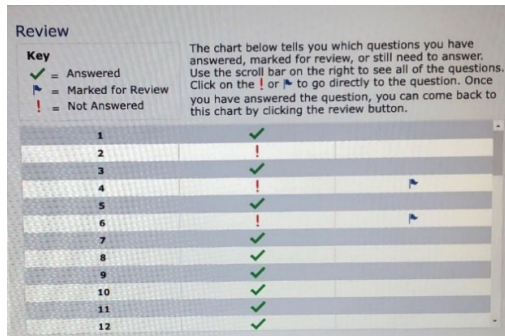 Review
Key
= Answered
= Marked for Review
! = Not Answered
The chart below tells you which questions you have
answered, marked for review, or still need to answer.
Use the scroll bar on the right to see all of the questions.
Click on the ! or to go directly to the question. Once
you have answered the question, you can come back to
this chart by clicking the review button.
1
2 !
3
4 !
5
6 !
7
8
9
10
11
12